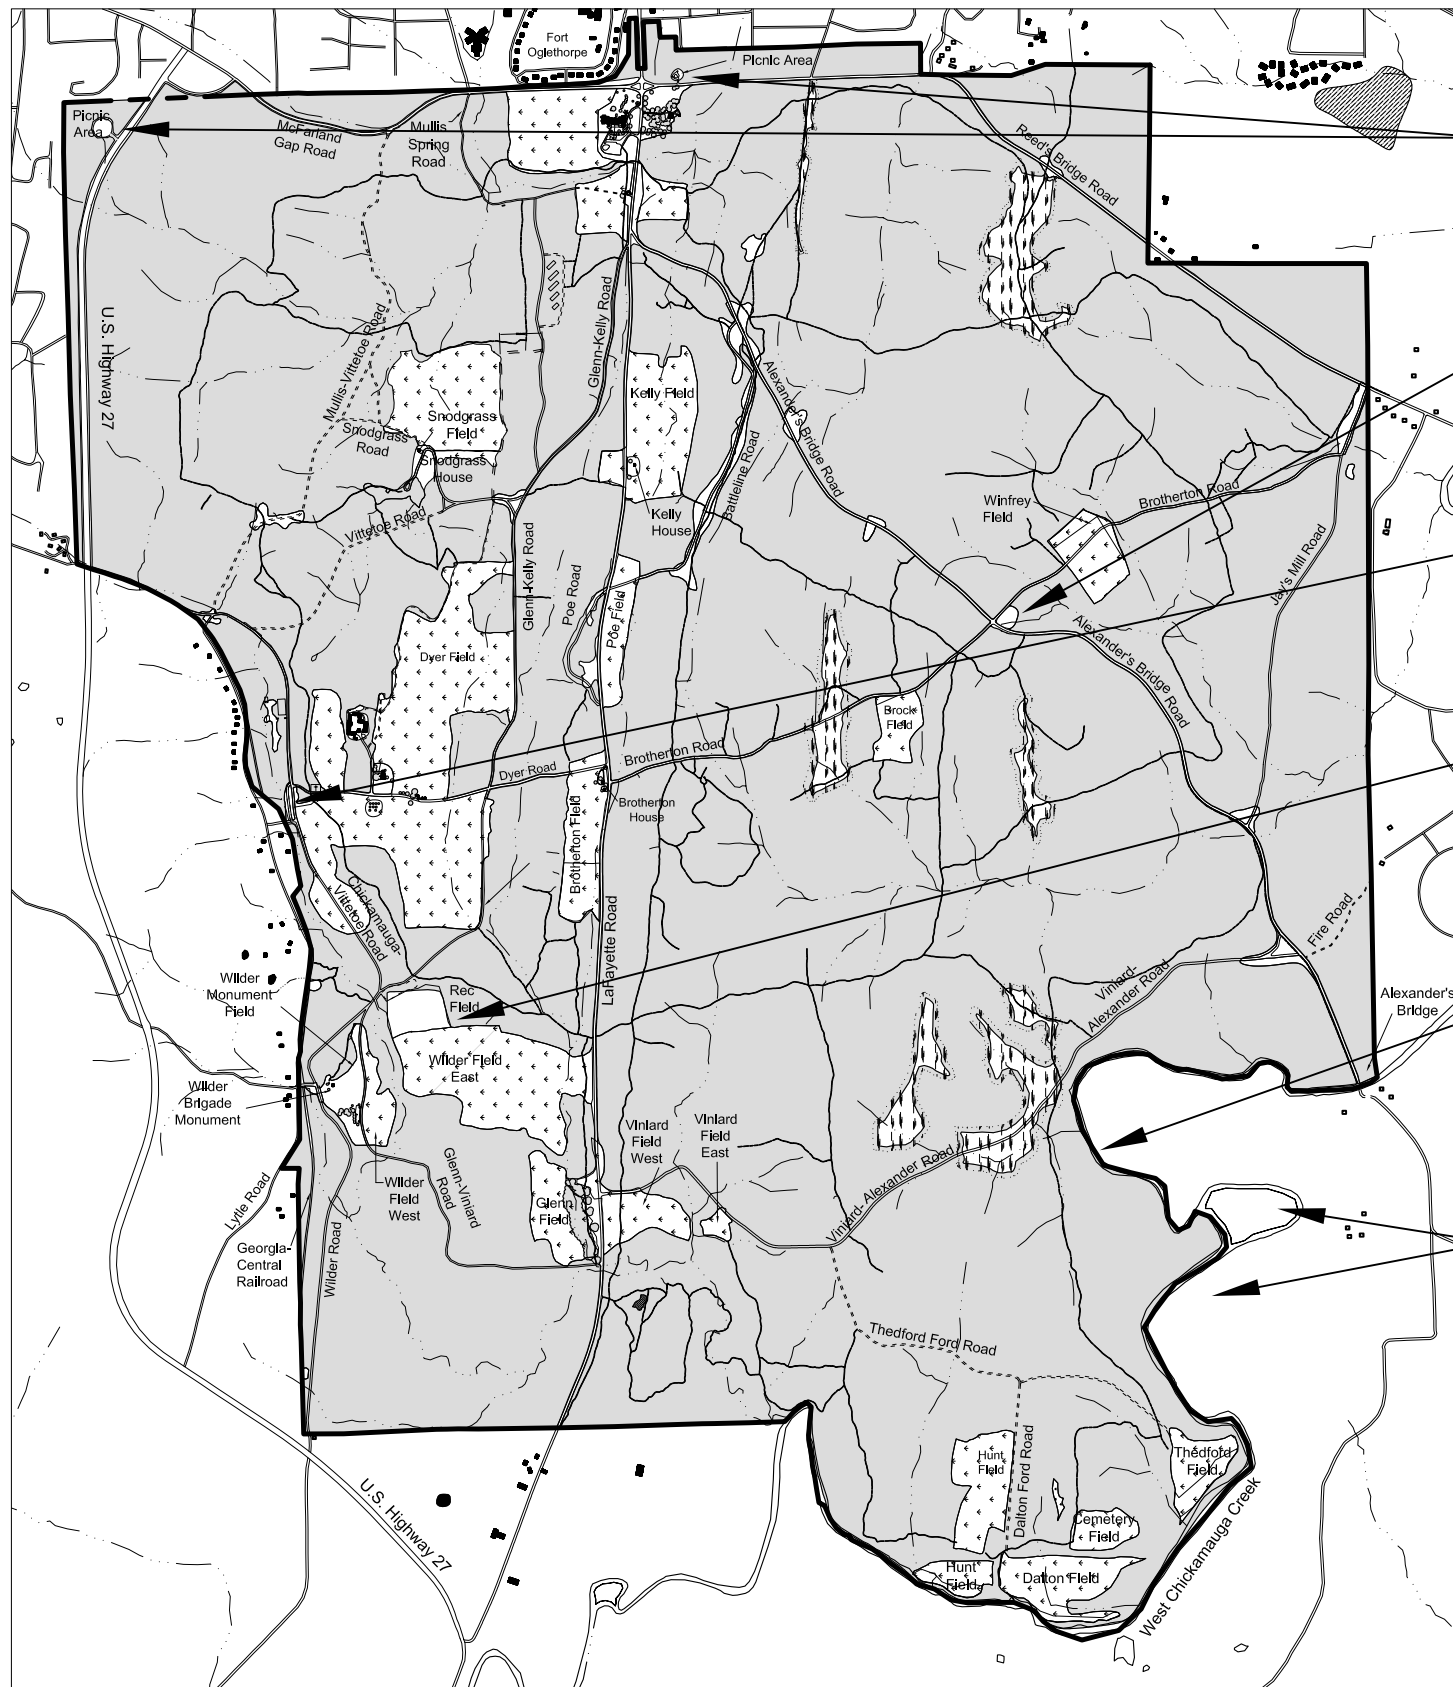 Fort
Oglethorpe
Picnic Area
Picnic
Area
McFarland
Gap Road
Mullis
Spring
Road
Reed's Bridge Road
U.S. Highway 27
Mullis-Vittetoe Road
Glenn-Kelly Road
Kelly Field
Alexander's Bridge Road
Snodgrass
Field
Snodgrass
Road
Snodgrass
House
Battleline Road
Kelly
House
Winfrey
Field
Brotherton Road
Vittetoe Road
Glenn-Kelly Road
Poe Road
Poe Field
Jay's Mill Road
Dyer Field
Alexander's Bridge
Road
Brock
Field
Dyer Road
Brotherton Road
Brotherton
House
Brotherton Field
Chickamauga-
Vittetoe Road
LaFayette Road
Fire Road
Wilder
Monument
Field
Rec
Field
Viniard-
Alexander Road
Alexander's
Bridge
Wilder Field
East
Wilder
Brigade
Monument
Viniard
Field
West
Viniard
Field
East
Glenn-Viniard
Road
Viniard- Alexander Road
Wilder
Field
West
Glenn
Field
Lytle Road
Georgia-
Central
Railroad
Wilder Road
Thedford Ford Road
Dalton Ford Road
Hunt
Field
Thedford
Field
U.S. Highway 27
Cemetery
Field
Hunt
Field
Dalton Field
West Chickamauga Creek